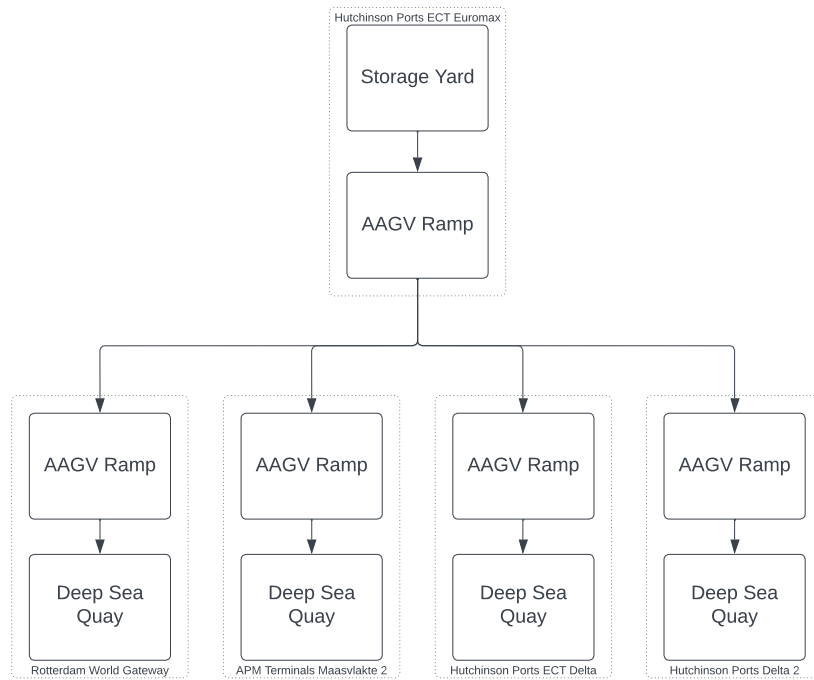 Hutchinson Ports ECT Euromax
Storage Yard
AAGV Ramp
AAGV Ramp
AAGV Ramp
AAGV Ramp
AAGV Ramp
Deep Sea
Quay
Deep Sea
Quay
Deep Sea
Quay
Deep Sea
Quay
Rotterdam World Gateway
APM Terminals Maasvlakte 2
Hutchinson Ports ECT Delta
Hutchinson Ports Delta 2